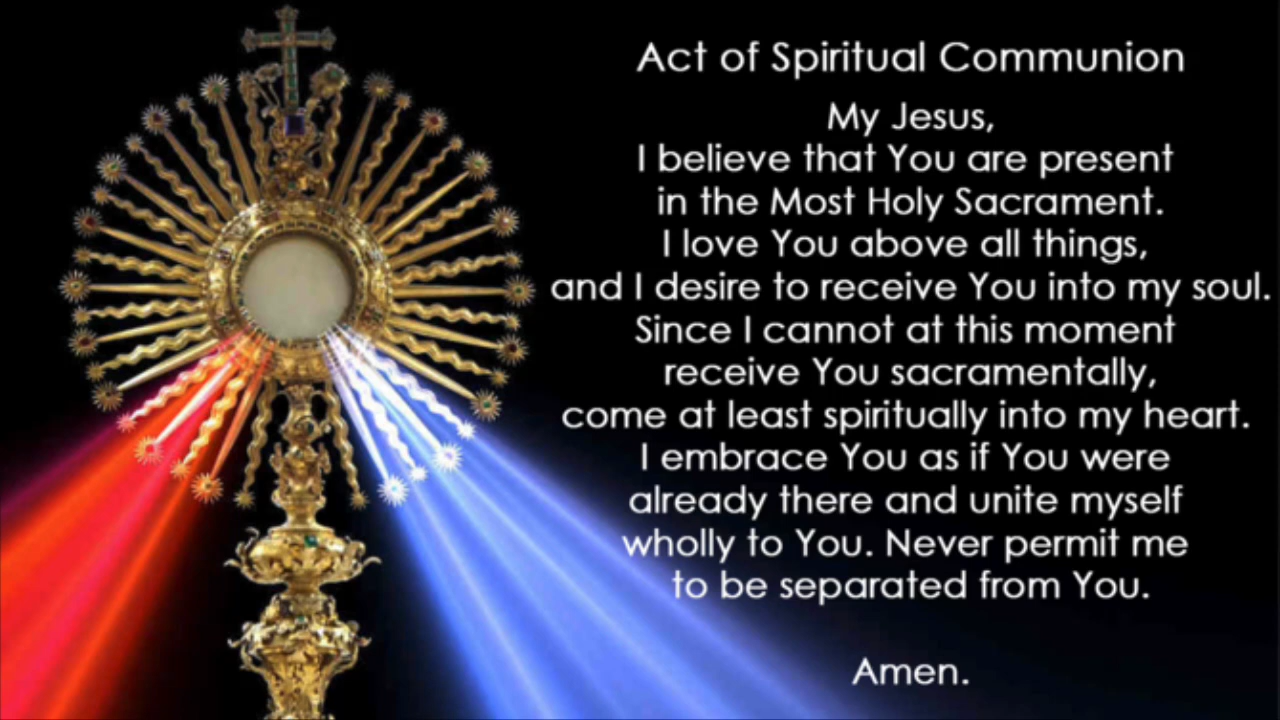 Act of Spiritual Communion
My Jesus,
I believe that You are present
in the Most Holy Sacrament.
I love You above all things,
and I desire to receive You into my soul.
Since I cannot at this moment
receive You sacramentally,
come at least spiritually into my heart.
I embrace You as if You were
already there and unite myself
wholly to You. Never permit me
to be separated from You.
Amen.